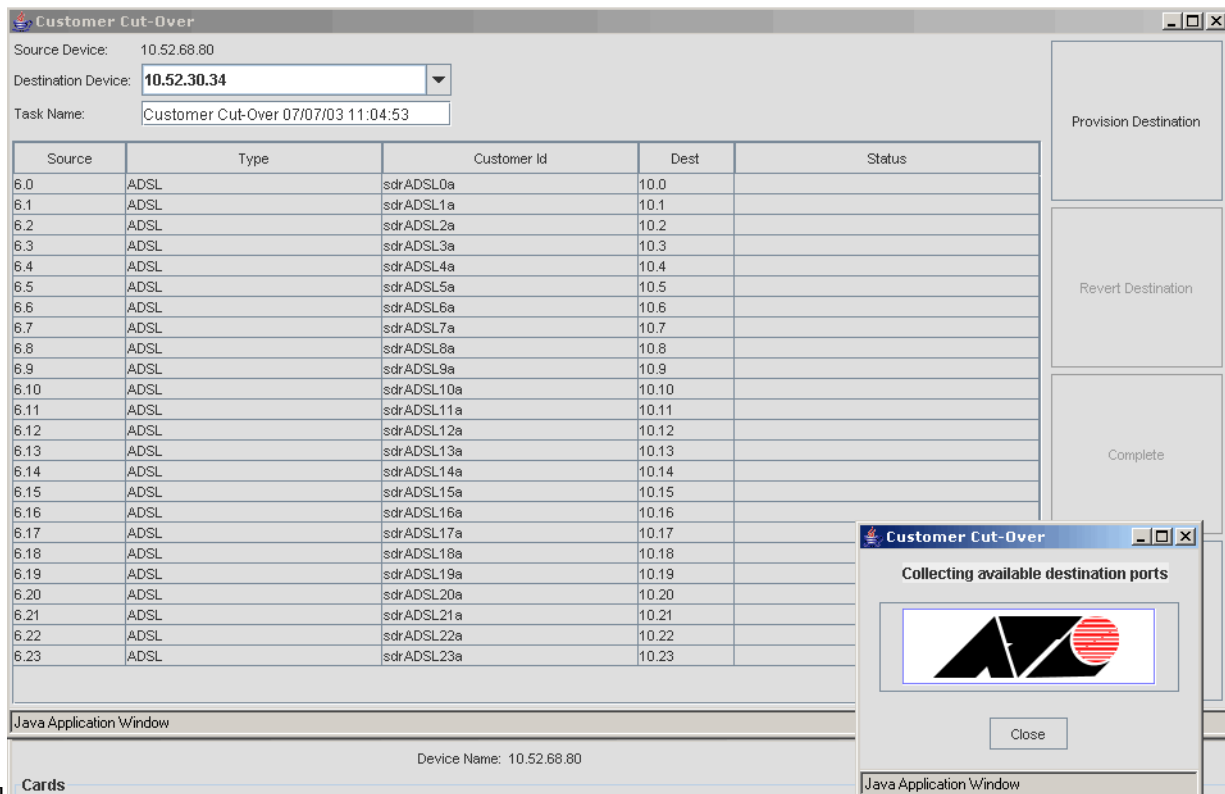 Customer Cut-Over
Source Device: 10.52.68.80
Destination Device: 10.52.30.34
Task Name: Customer Cut-Over 07/07/03 11:04:53
Provision Destination
Source Type Customer Id Dest Status
6.0 ADSL sdrADSL0a 10.0
6.1 ADSL sdrADSL1a 10.1
6.2 ADSL sdrADSL2a 10.2
6.3 ADSL sdrADSL3a 10.3
6.4 ADSL sdrADSL4a 10.4
6.5 ADSL sdrADSL5a 10.5
6.6 ADSL sdrADSL6a 10.6
6.7 ADSL sdrADSL7a 10.7
6.8 ADSL sdrADSL8a 10.8
6.9 ADSL sdrADSL9a 10.9
6.10 ADSL sdrADSL10a 10.10
6.11 ADSL sdrADSL11a 10.11
6.12 ADSL sdrADSL12a 10.12
6.13 ADSL sdrADSL13a 10.13
6.14 ADSL sdrADSL14a 10.14
6.15 ADSL sdrADSL15a 10.15
6.16 ADSL sdrADSL16a 10.16
6.17 ADSL sdrADSL17a 10.17
6.18 ADSL sdrADSL18a 10.18
6.19 ADSL sdrADSL19a 10.19
6.20 ADSL sdrADSL20a 10.20
6.21 ADSL sdrADSL21a 10.21
6.22 ADSL sdrADSL22a 10.22
6.23 ADSL sdrADSL23a 10.23
Revert Destination
Complete
Java Application Window
Device Name: 10.52.68.80
Cards
Customer Cut-Over
Collecting available destination ports
Close
Java Application Window